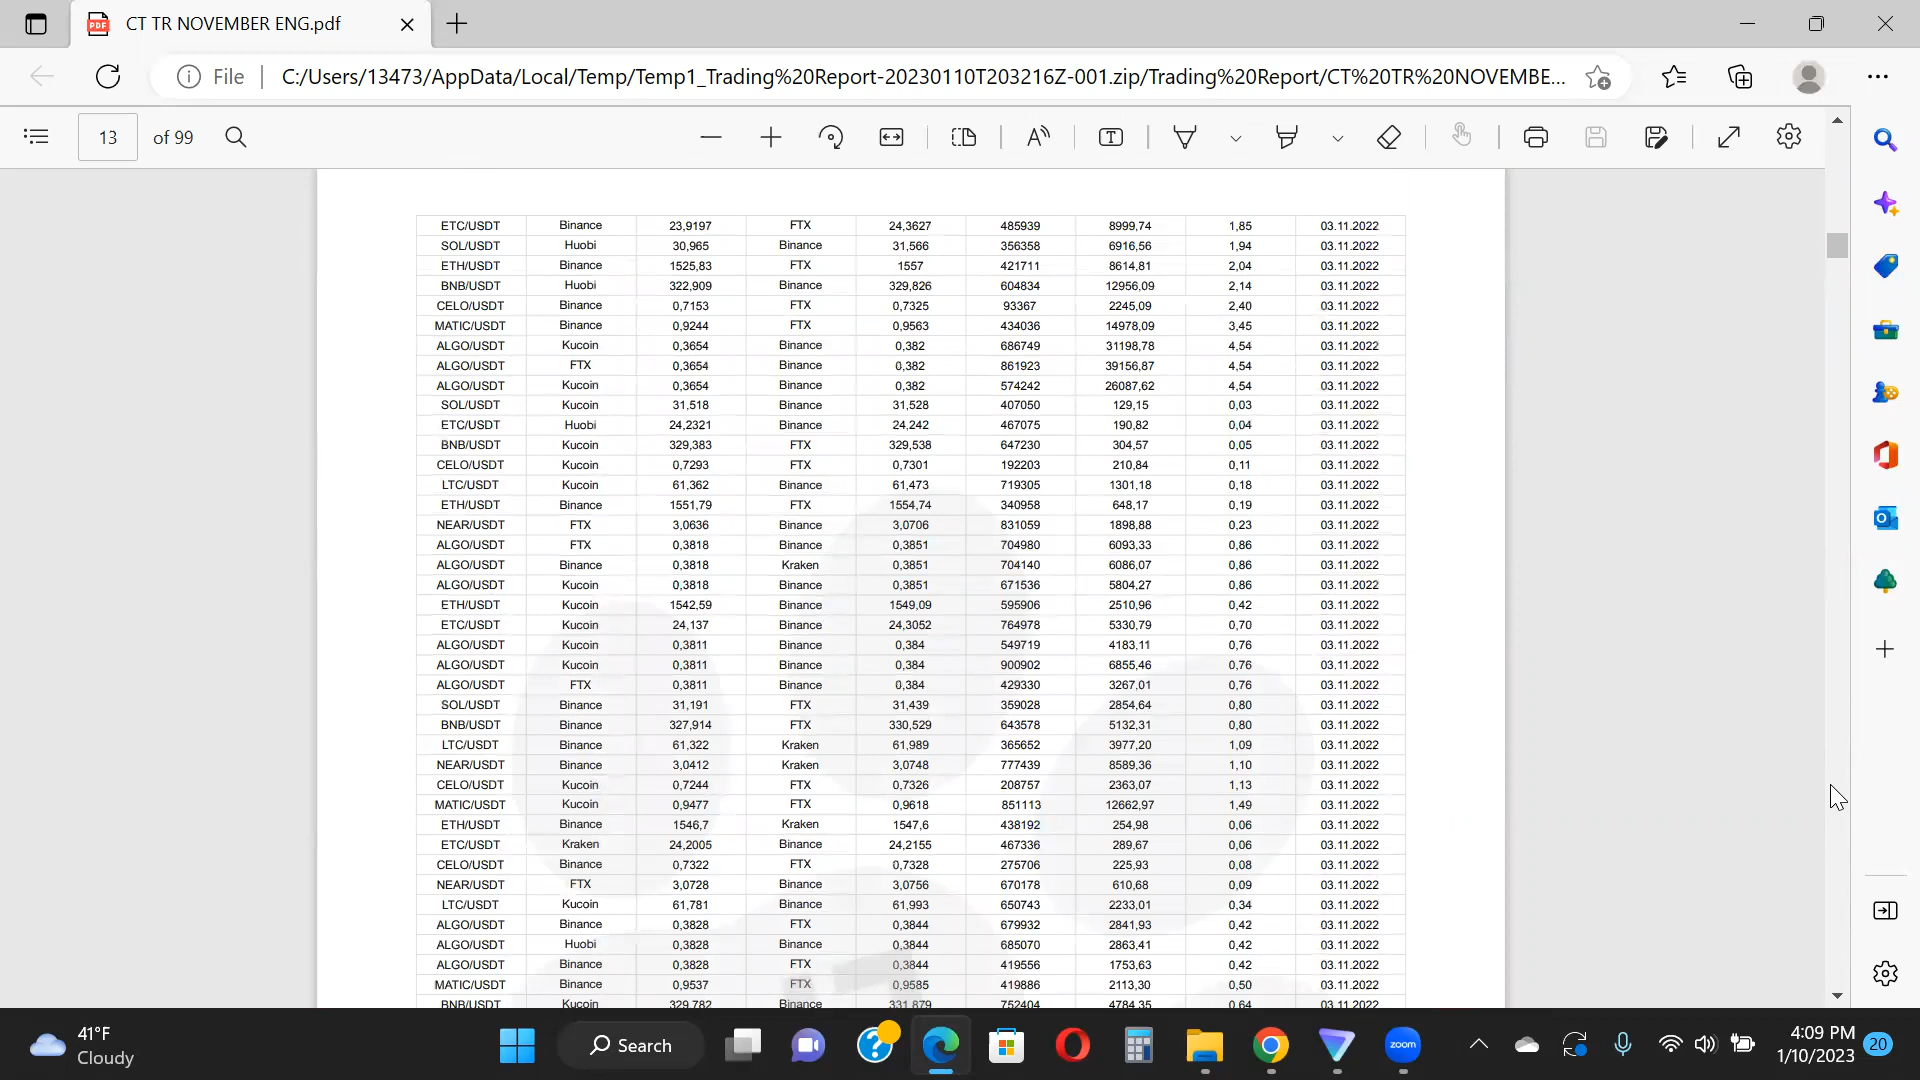 CT TR NOVEMBER ENG.pdf
File C:/Users/13473/AppData/Local/Temp/Temp1_Trading%20Report-20230110T203216Z-001.zip/Trading%20Report/CT%20TR%20NOVEMBE...
13 of 99
ETC/USDT Binance 23,9197 FTX 24,3627 485939 8999,74 1,85 03.11.2022
SOL/USDT Huobi 30,965 Binance 31,566 356358 6916,56 1,94 03.11.2022
ETH/USDT Binance 1525,83 FTX 1557 421711 8614,81 2,04 03.11.2022
BNB/USDT Huobi 322,909 Binance 329,826 604834 12956,09 2,14 03.11.2022
CELO/USDT Binance 0,7153 FTX 0,7325 93367 2245,09 2,40 03.11.2022
MATIC/USDT Binance 0,9244 FTX 0,9563 434036 14978,09 3,45 03.11.2022
ALGO/USDT Kucoin 0,3654 Binance 0,382 686749 31198,78 4,54 03.11.2022
ALGO/USDT FTX 0,3654 Binance 0,382 861923 39156,87 4,54 03.11.2022
ALGO/USDT Kucoin 0,3654 Binance 0,382 574242 26087,62 4,54 03.11.2022
SOL/USDT Kucoin 31,518 Binance 31,528 407050 129,15 0,03 03.11.2022
ETC/USDT Huobi 24,2321 Binance 24,242 467075 190,82 0,04 03.11.2022
BNB/USDT Kucoin 329,383 FTX 329,538 647230 304,57 0,05 03.11.2022
CELO/USDT Kucoin 0,7293 FTX 0,7301 192203 210,84 0,11 03.11.2022
LTC/USDT Kucoin 61,362 Binance 61,473 719305 1301,18 0,18 03.11.2022
ETH/USDT Binance 1551,79 FTX 1554,74 340958 648,17 0,19 03.11.2022
NEAR/USDT FTX 3,0636 Binance 3,0706 831059 1898,88 0,23 03.11.2022
ALGO/USDT FTX 0,3818 Binance 0,3851 704980 6093,33 0,86 03.11.2022
ALGO/USDT Binance 0,3818 Kraken 0,3851 704140 6086,07 0,86 03.11.2022
ALGO/USDT Kucoin 0,3818 Binance 0,3851 671536 5804,27 0,86 03.11.2022
ETH/USDT Kucoin 1542,59 Binance 1549,09 595906 2510,96 0,42 03.11.2022
ETC/USDT Kucoin 24,137 Binance 24,3052 764978 5330,79 0,70 03.11.2022
ALGO/USDT Kucoin 0,3811 Binance 0,384 549719 4183,11 0,76 03.11.2022
ALGO/USDT Kucoin 0,3811 Binance 0,384 900902 6855,46 0,76 03.11.2022
ALGO/USDT FTX 0,3811 Binance 0,384 429330 3267,01 0,76 03.11.2022
SOL/USDT Binance 31,191 FTX 31,439 359028 2854,64 0,80 03.11.2022
BNB/USDT Binance 327,914 FTX 330,529 643578 5132,31 0,80 03.11.2022
LTC/USDT Binance 61,322 Kraken 61,989 365652 3977,20 1,09 03.11.2022
NEAR/USDT Binance 3,0412 Kraken 3,0748 777439 8589,36 1,10 03.11.2022
CELO/USDT Kucoin 0,7244 FTX 0,7326 208757 2363,07 1,13 03.11.2022
MATIC/USDT Kucoin 0,9477 FTX 0,9618 851113 12662,97 1,49 03.11.2022
ETH/USDT Binance 1546,7 Kraken 1547,6 438192 254,98 0,06 03.11.2022
ETC/USDT Kraken 24,2005 Binance 24,2155 467336 289,67 0,06 03.11.2022
CELO/USDT Binance 0,7322 FTX 0,7328 275706 225,93 0,08 03.11.2022
NEAR/USDT FTX 3,0728 Binance 3,0756 670178 610,68 0,09 03.11.2022
LTC/USDT Kucoin 61,781 Binance 61,993 650743 2233,01 0,34 03.11.2022
ALGO/USDT Binance 0,3828 FTX 0,3844 679932 2841,93 0,42 03.11.2022
ALGO/USDT Huobi 0,3828 Binance 0,3844 685070 2863,41 0,42 03.11.2022
ALGO/USDT Binance 0,3828 FTX 0,3844 419556 1753,63 0,42 03.11.2022
MATIC/USDT Binance 0,9537 FTX 0,9585 419886 2113,30 0,50 03.11.2022
BNB/USDT Kucoin 329,782 Binance 331,879 752404 4784,35 0,64 03.11.2022
41°F
Cloudy
Search
zoom
4:09 PM
1/10/2023
20